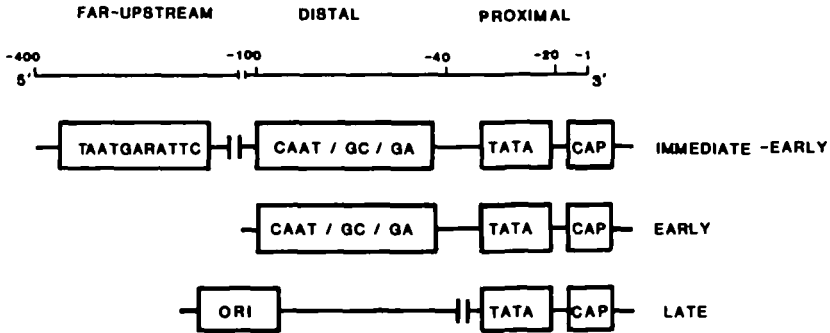 FAR-UPSTREAM DISTAL PROXIMAL
-400 -100 -40 -20 -1
5' 3'
TAATGARATTC CAAT / GC / GA TATA CAP IMMEDIATE -EARLY
CAAT / GC / GA TATA CAP EARLY
ORI TATA CAP LATE